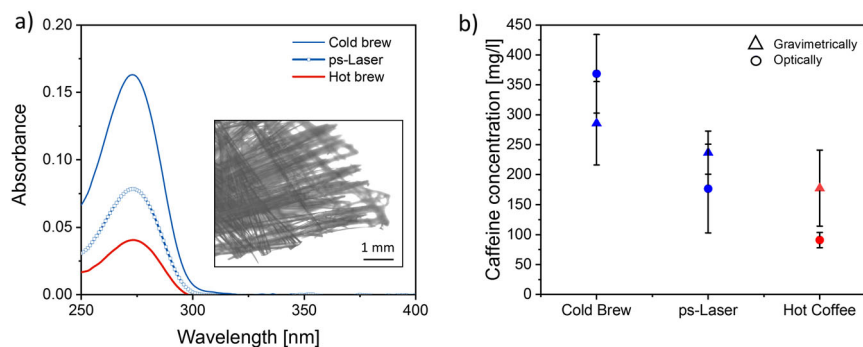 a)
0.20
0.15
0.10
0.05
0.00
Absorbance
Cold brew
ps-Laser
Hot brew
1 mm
250
300
350
400
Wavelength [nm]
b)
450
400
350
300
250
200
150
100
50
0
Caffeine concentration [mg/l]
Gravimetrically
Optically
Cold Brew
ps-Laser
Hot Coffee